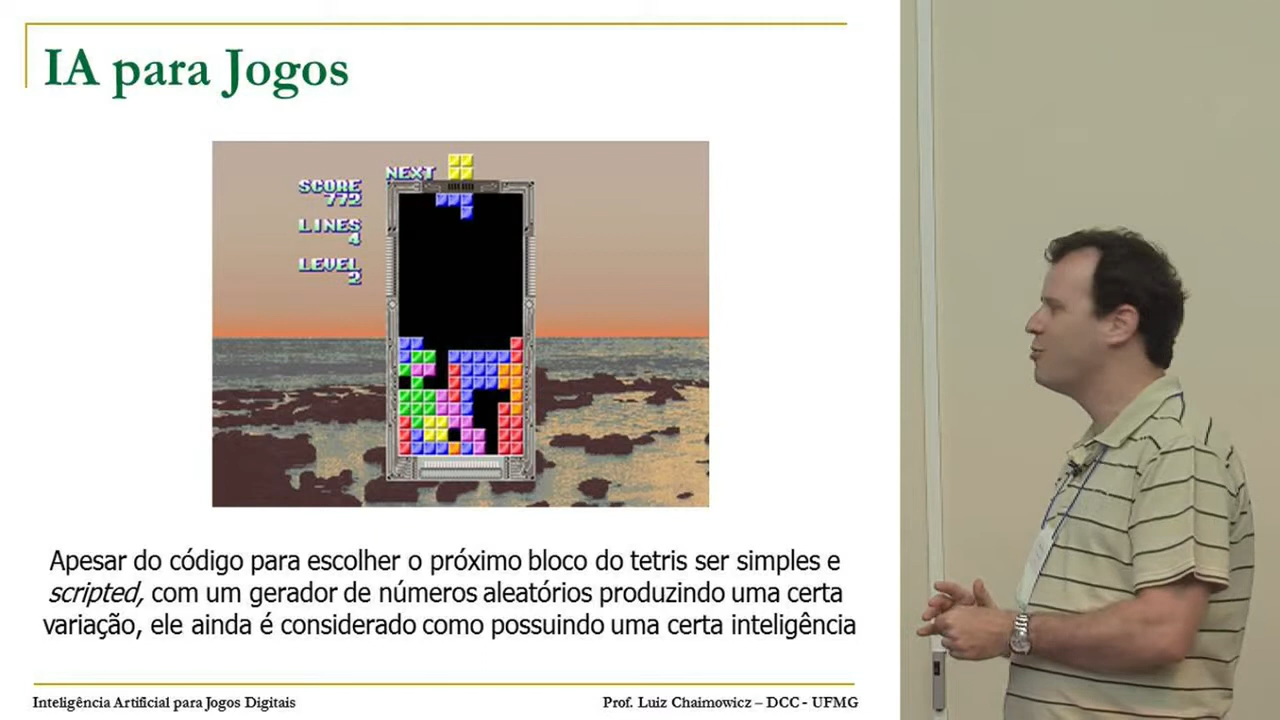 IA para Jogos
NEXT
SCORE
772
LINES
4
LEVEL
2
Apesar do código para escolher o próximo bloco do tetris ser simples e
scripted, com um gerador de números aleatórios produzindo uma certa
variação, ele ainda é considerado como possuindo uma certa inteligência
Inteligência Artificial para Jogos Digitais
Prof. Luiz Chaimowicz – DCC - UFMG